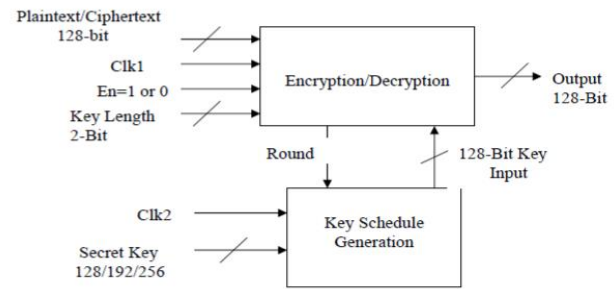 Plaintext/Ciphertext
128-bit
Clk1
En=1 or 0
Key Length
2-Bit
Encryption/Decryption
Output
128-Bit
Round
128-Bit Key
Input
Clk2
Secret Key
128/192/256
Key Schedule
Generation